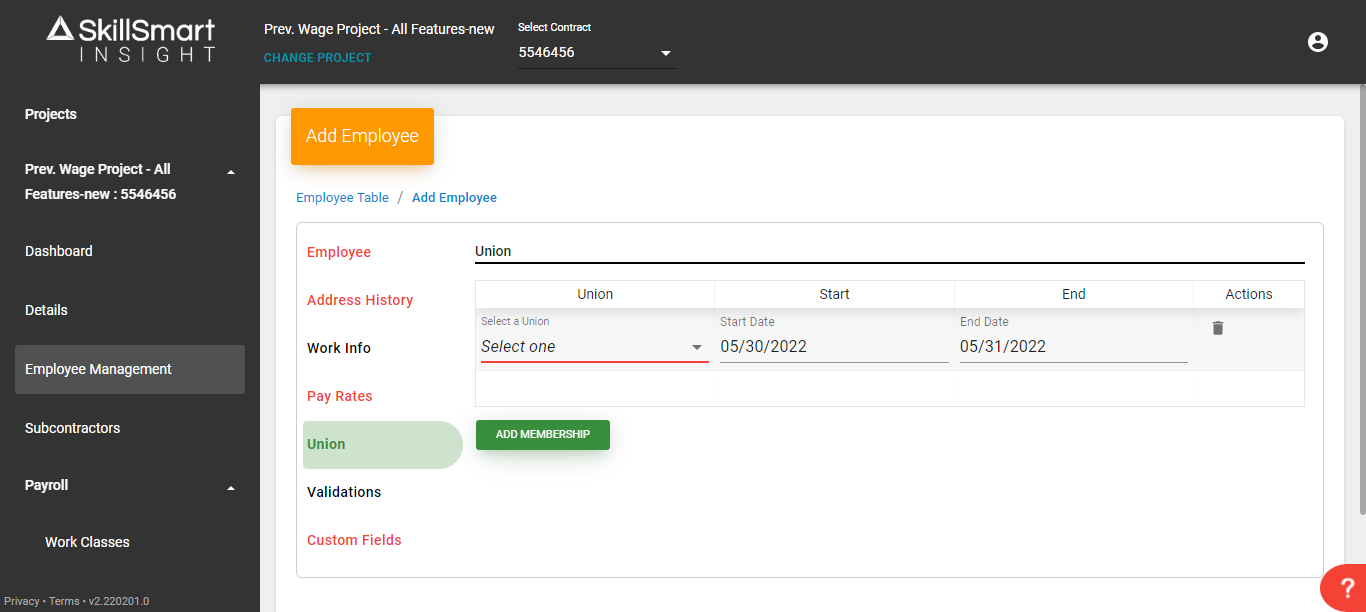 SkillSmart
INSIGHT
Prev. Wage Project - All Features-new
CHANGE PROJECT
Select Contract
5546456
Projects
Prev. Wage Project - All
Features-new : 5546456
Dashboard
Details
Employee Management
Subcontractors
Payroll
Work Classes
Privacy • Terms • v2.220201.0
Add Employee
Employee Table / Add Employee
Employee
Address History
Work Info
Pay Rates
Union
Validations
Custom Fields
Union
Union Start End Actions
Select a Union Start Date End Date
Select one 05/30/2022 05/31/2022
ADD MEMBERSHIP
?